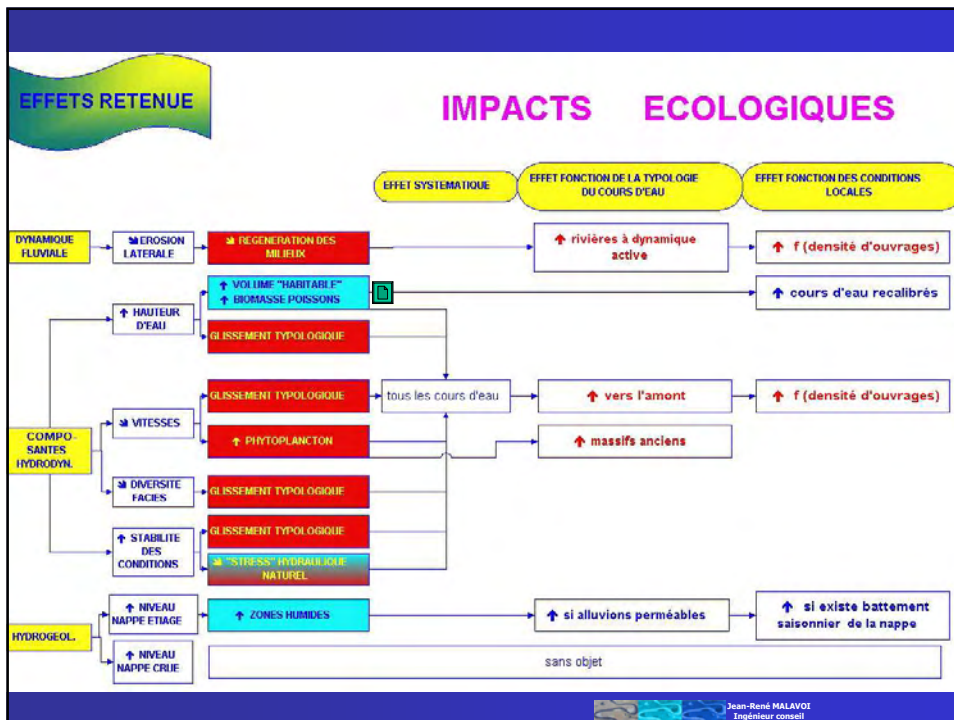 EFFETS RETENUE
IMPACTS ECOLOGIQUES
EFFET SYSTEMATIQUE
EFFET FONCTION DE LA TYPOLOGIE
DU COURS D'EAU
EFFET FONCTION DES CONDITIONS
LOCALES
DYNAMIQUE
FLUVIALE
↘ EROSION
LATERALE
↘ REGENERATION DES
MILIEUX
↑ rivières à dynamique
active
↑ f (densité d'ouvrages)
↑ HAUTEUR
D'EAU
↑ VOLUME "HABITABLE"
↑ BIOMASSE POISSONS
↑ cours d'eau recalibrés
GLISSEMENT TYPOLOGIQUE
COMPO-
SANTES
HYDRODYN.
↘ VITESSES
GLISSEMENT TYPOLOGIQUE
tous les cours d'eau
↑ vers l'amont
↑ f (densité d'ouvrages)
↑ PHYTOPLANCTON
↑ massifs anciens
↘ DIVERSITE
FACIES
GLISSEMENT TYPOLOGIQUE
↑ STABILITE
DES
CONDITIONS
GLISSEMENT TYPOLOGIQUE
↘ "STRESS" HYDRAULIQUE
NATUREL
HYDROGEOL.
↑ NIVEAU
NAPPE ETIAGE
↑ ZONES HUMIDES
↑ si alluvions perméables
↑ si existe battement
saisonnier de la nappe
↑ NIVEAU
NAPPE CRUE
sans objet
Jean-René MALAVOI
Ingénieur conseil